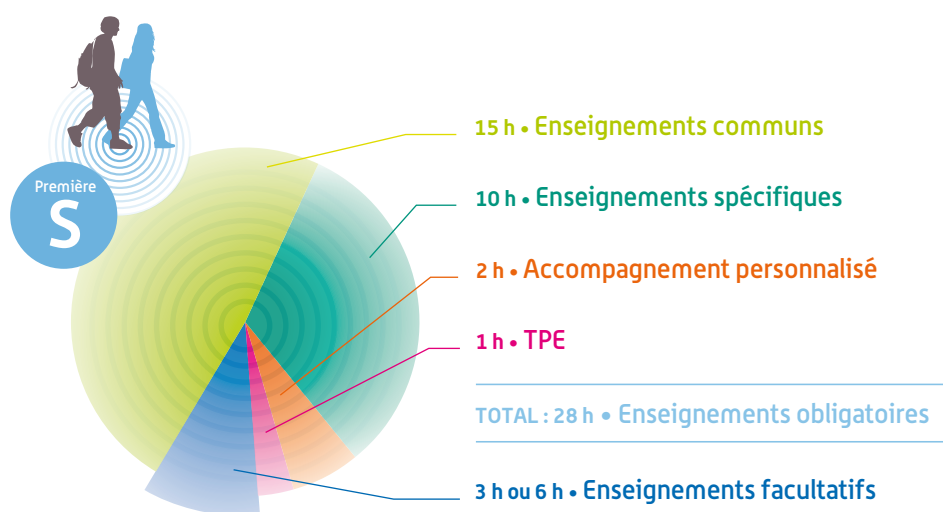 Première
S
15 h • Enseignements communs
10 h • Enseignements spécifiques
2 h • Accompagnement personnalisé
1 h • TPE
TOTAL : 28 h • Enseignements obligatoires
3 h ou 6 h • Enseignements facultatifs